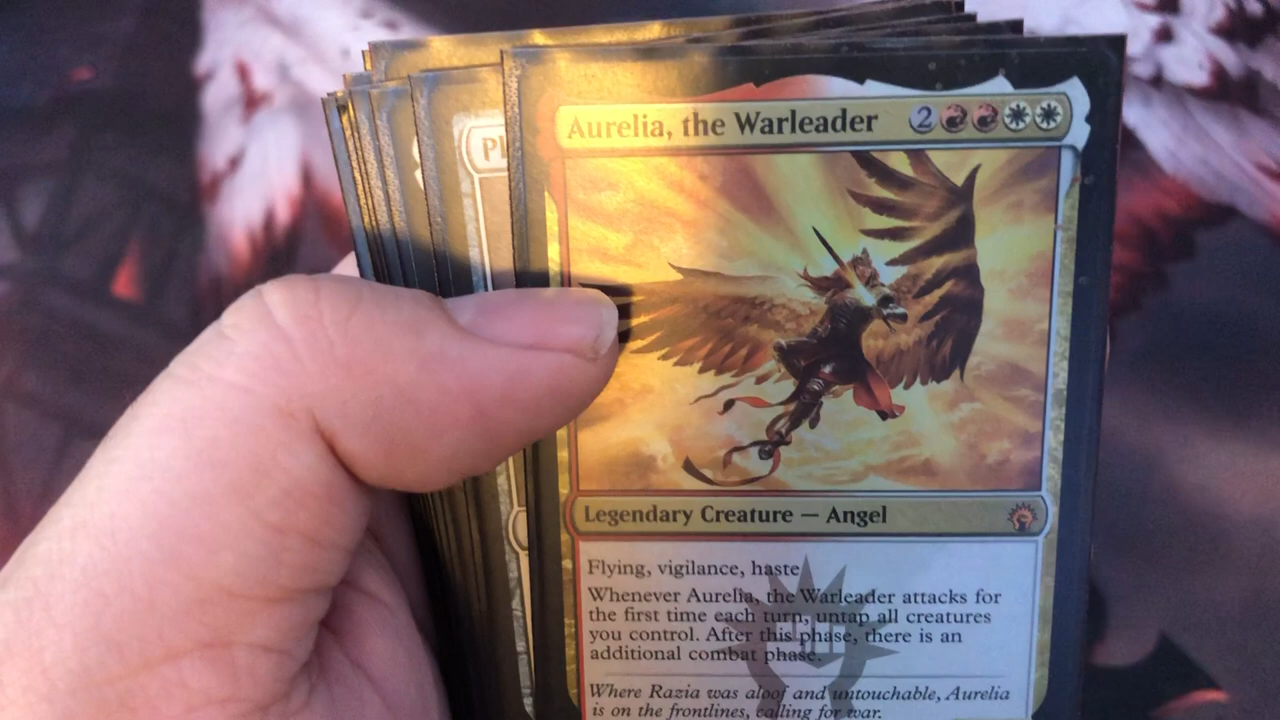 Aurelia, the Warleader 2
Pl
Legendary Creature — Angel
Flying, vigilance, haste
Whenever Aurelia, the Warleader attacks for
the first time each turn, untap all creatures
you control. After this phase, there is an
additional combat phase.
Where Razia was aloof and untouchable, Aurelia
is on the frontlines, calling for war.